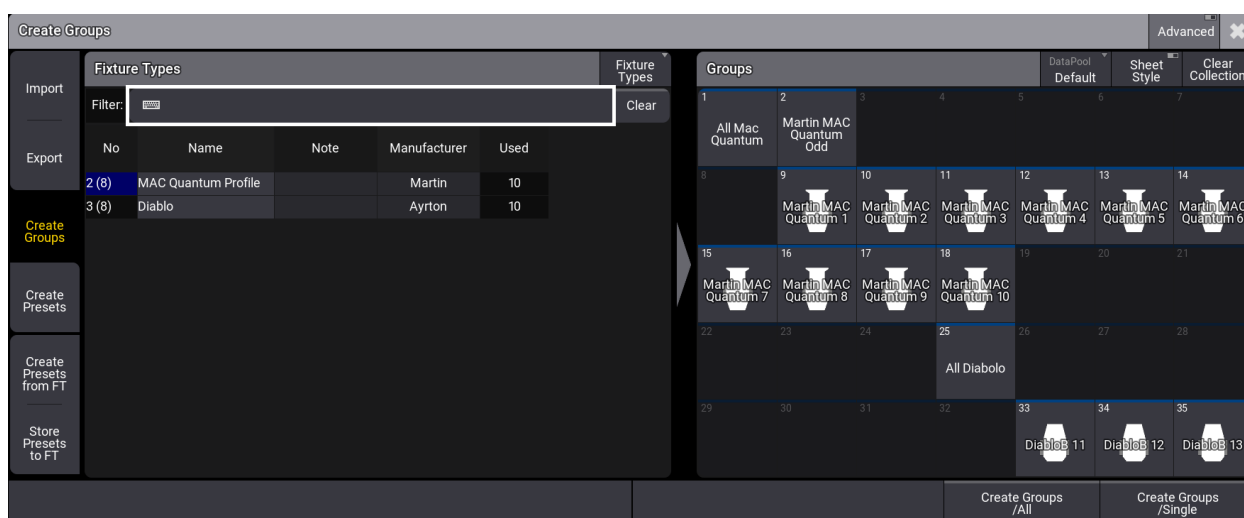 Create Groups
Advanced
Import
Export
Create
Groups
Create
Presets
Create
Presets
from FT
Store
Presets
to FT
Fixture Types
Fixture
Types
Filter:
Clear
No Name Note Manufacturer Used
2 (8) MAC Quantum Profile Martin 10
3 (8) Diablo Ayrton 10
Groups
DataPool
Default
Sheet
Style
Clear
Collection
1 2 3 4 5 6 7
All Mac
Quantum
Martin MAC
Quantum
Odd
8 9 10 11 12 13 14
Martin MAC
Quantum 1
Martin MAC
Quantum 2
Martin MAC
Quantum 3
Martin MAC
Quantum 4
Martin MAC
Quantum 5
Martin MAC
Quantum 6
15 16 17 18 19 20 21
Martin MAC
Quantum 7
Martin MAC
Quantum 8
Martin MAC
Quantum 9
Martin MAC
Quantum 10
22 23 24 25 26 27 28
All Diabolo
29 30 31 32 33 34 35
DiabloB 11
DiabloB 12
DiabloB 13
Create Groups
/All
Create Groups
/Single